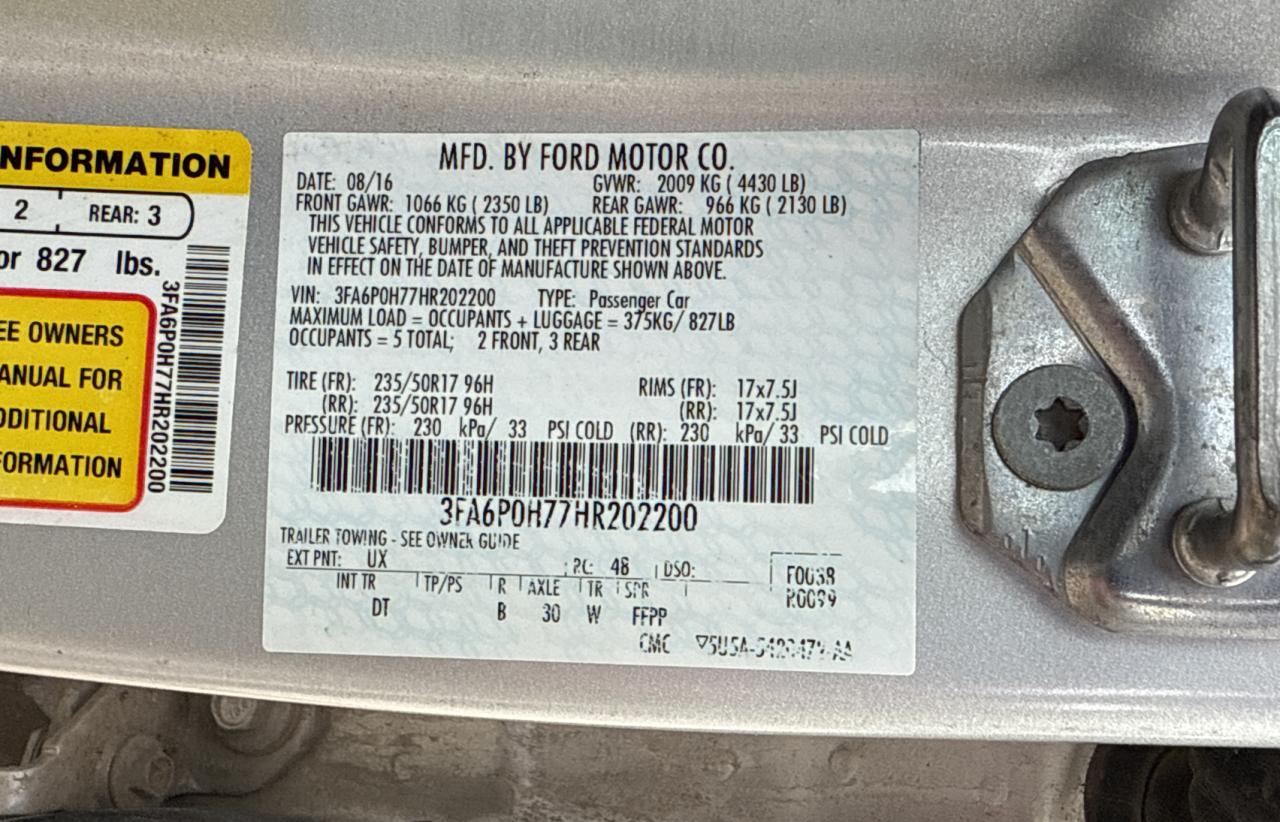 NFORMATION
2 REAR: 3
or 827 lbs.
EE OWNERS
ANUAL FOR
DDITIONAL
FORMATION
3FA6P0H77HR202200
MFD. BY FORD MOTOR CO.
DATE: 08/16 GVWR: 2009 KG ( 4430 LB)
FRONT GAWR: 1066 KG ( 2350 LB) REAR GAWR: 966 KG ( 2130 LB)
THIS VEHICLE CONFORMS TO ALL APPLICABLE FEDERAL MOTOR
VEHICLE SAFETY, BUMPER, AND THEFT PREVENTION STANDARDS
IN EFFECT ON THE DATE OF MANUFACTURE SHOWN ABOVE.
VIN: 3FA6P0H77HR202200 TYPE: Passenger Car
MAXIMUM LOAD = OCCUPANTS + LUGGAGE = 375KG/ 827LB
OCCUPANTS = 5 TOTAL; 2 FRONT, 3 REAR
TIRE (FR): 235/50R17 96H RIMS (FR): 17x7.5J
(RR): 235/50R17 96H (RR): 17x7.5J
PRESSURE (FR): 230 kPa/ 33 PSI COLD (RR): 230 kPa/ 33 PSI COLD
3FA6P0H77HR202200
TRAILER TOWING - SEE OWNER GUIDE
EXT PNT: UX RC: 48 DSO:
INT TR TP/PS R AXLE TR SPR
DT B 30 W FFPP
CMC